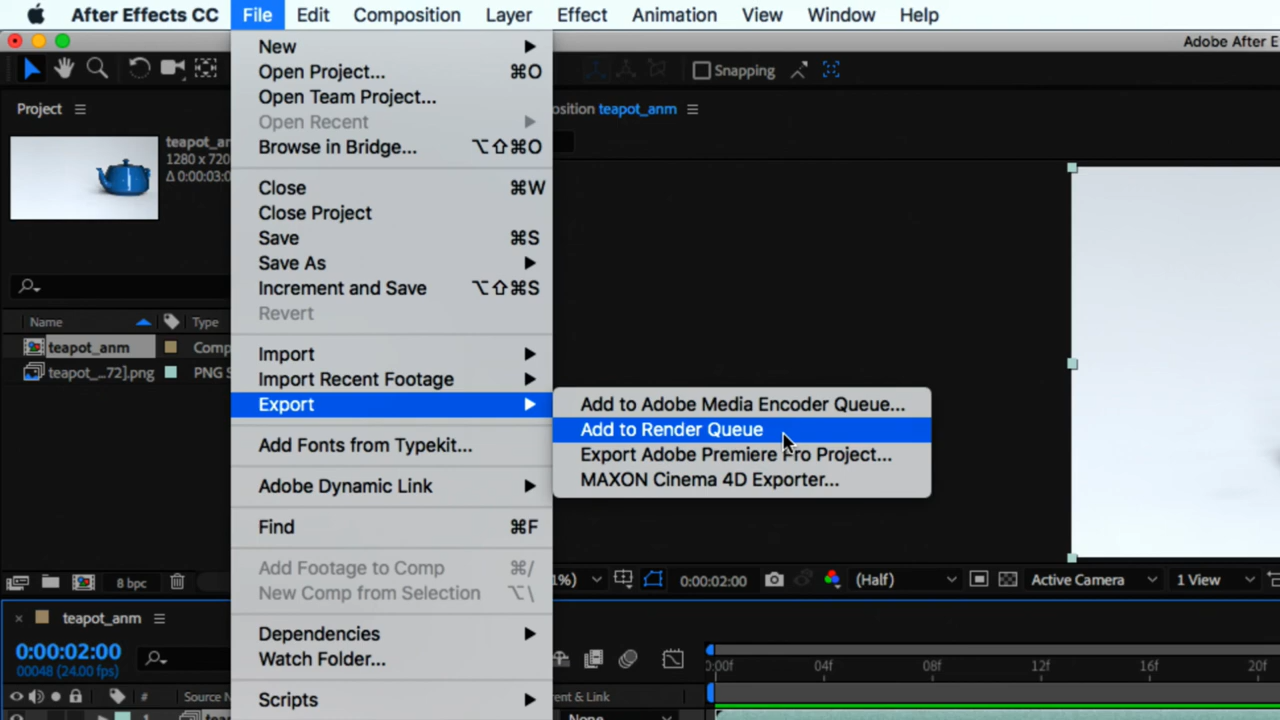 After Effects CC File Edit Composition Layer Effect Animation View Window Help
Adobe After E
Snapping
Project
osition teapot_anm
teapot_an
1280 x 720
Δ 0:00:03:0
Name Type
teapot_anm Comp
teapot_...72].png PNG S
8 bpc
New
Open Project... ⌘O
Open Team Project...
Open Recent
Browse in Bridge... ⌥⇧⌘O
Close ⌘W
Close Project
Save ⌘S
Save As
Increment and Save ⌥⇧⌘S
Revert
Import
Import Recent Footage
Export
Add Fonts from Typekit...
Adobe Dynamic Link
Find ⌘F
Add Footage to Comp ⌘/
New Comp from Selection ⌥\
Dependencies
Watch Folder...
Scripts
Add to Adobe Media Encoder Queue...
Add to Render Queue
Export Adobe Premiere Pro Project...
MAXON Cinema 4D Exporter...
%) 0:00:02:00 (Half) Active Camera 1 View
teapot_anm
0:00:02:00
00048 (24.00 fps)
:00f 04f 08f 12f 16f 20f
# Source N
ent & Link
1 None